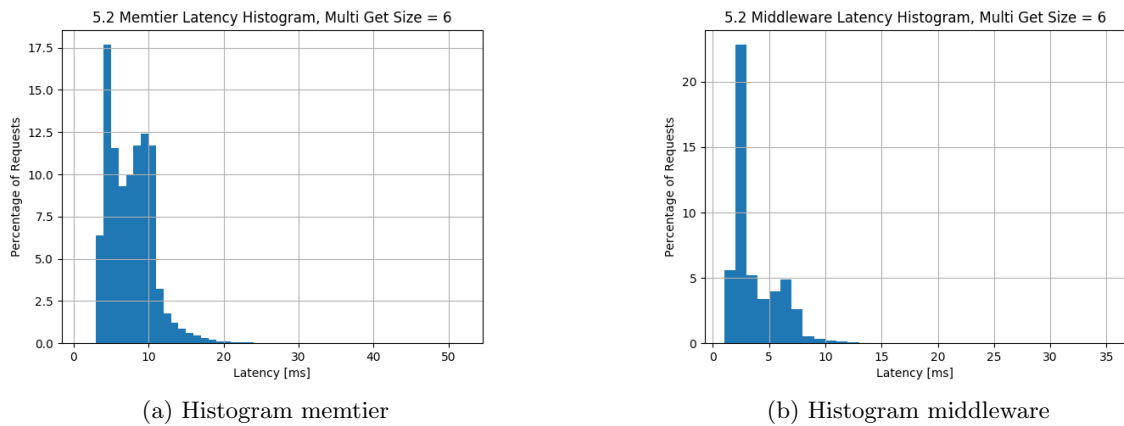 5.2 Memtier Latency Histogram, Multi Get Size = 6
17.5
15.0
12.5
10.0
7.5
5.0
2.5
0.0
Percentage of Requests
0 10 20 30 40 50
Latency [ms]
(a) Histogram memtier
5.2 Middleware Latency Histogram, Multi Get Size = 6
20
15
10
5
0
Percentage of Requests
0 5 10 15 20 25 30 35
Latency [ms]
(b) Histogram middleware